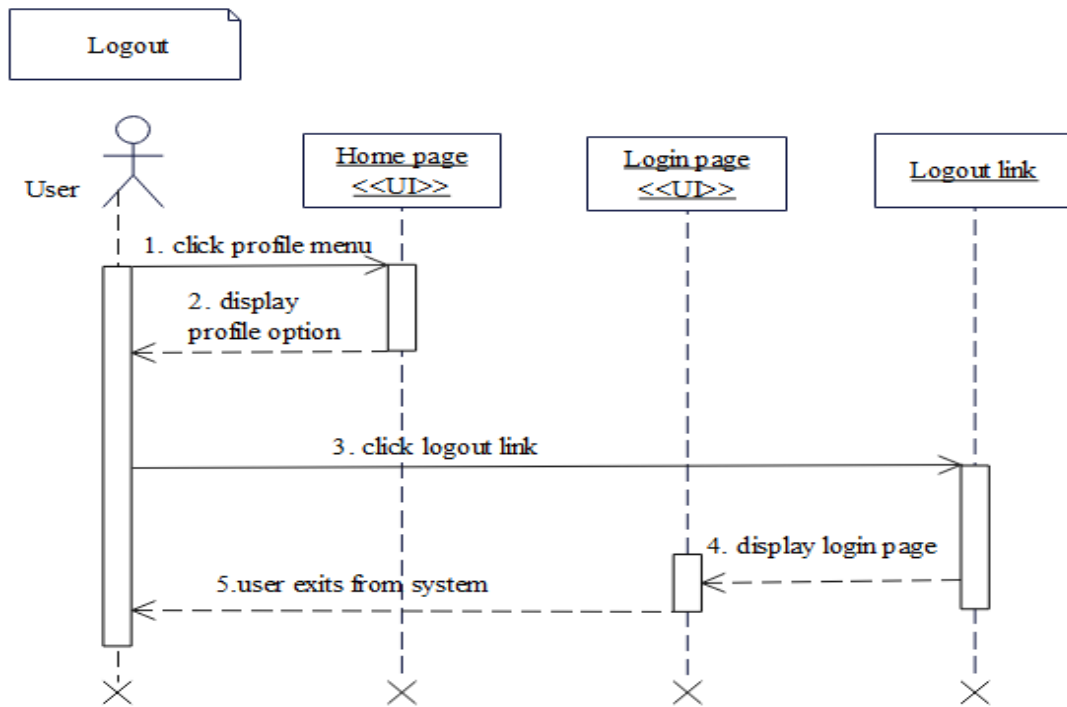 Logout
User
Home page
<<UI>>
Login page
<<UI>>
Logout link
1. click profile menu
2. display
profile option
3. click logout link
4. display login page
5.user exits from system